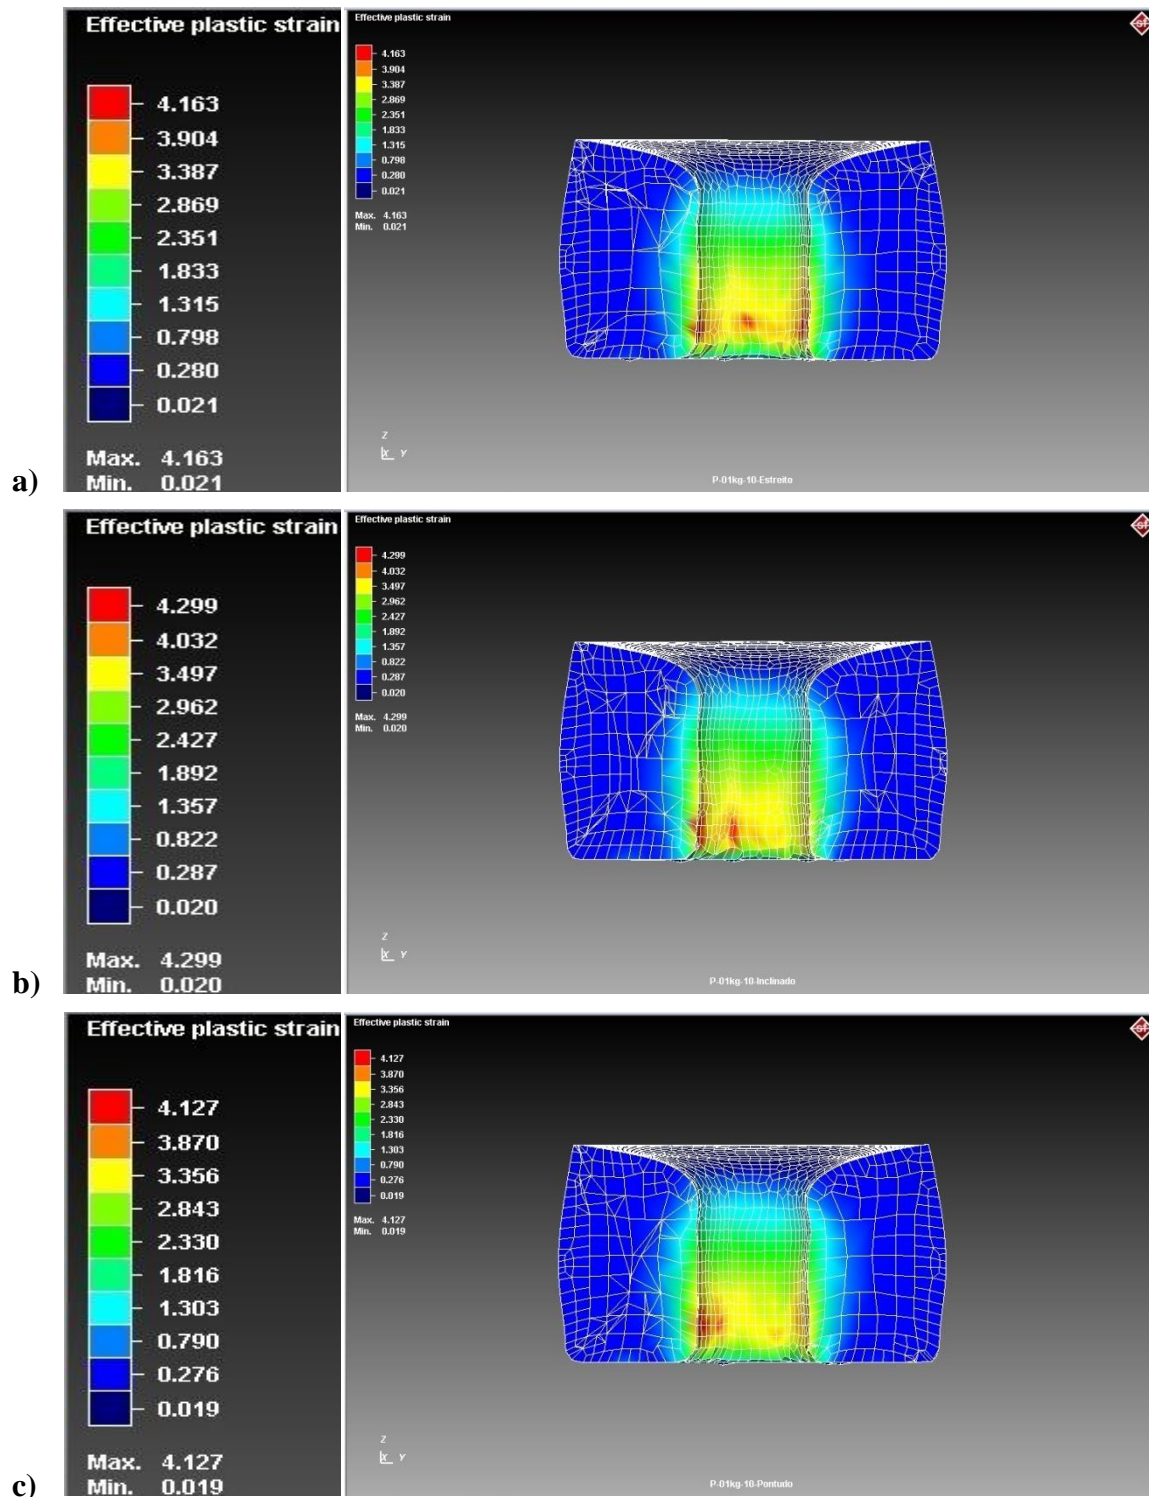 Effective plastic strain
4.163
3.904
3.387
2.869
2.351
1.833
1.315
0.798
0.280
0.021
Max. 4.163
Min. 0.021
a)
Effective plastic strain
4.163
3.904
3.387
2.869
2.351
1.833
1.315
0.798
0.280
0.021
Max. 4.163
Min. 0.021
Z
X Y
P-01kg-10-Estreito
Effective plastic strain
4.299
4.032
3.497
2.962
2.427
1.892
1.357
0.822
0.287
0.020
Max. 4.299
Min. 0.020
b)
Effective plastic strain
4.299
4.032
3.497
2.962
2.427
1.892
1.357
0.822
0.287
0.020
Max. 4.299
Min. 0.020
Z
X Y
P-01kg-10-Inclinado
Effective plastic strain
4.127
3.870
3.356
2.843
2.330
1.816
1.303
0.790
0.276
0.019
Max. 4.127
Min. 0.019
c)
Effective plastic strain
4.127
3.870
3.356
2.843
2.330
1.816
1.303
0.790
0.276
0.019
Max. 4.127
Min. 0.019
Z
X Y
P-01kg-10-Pontudo